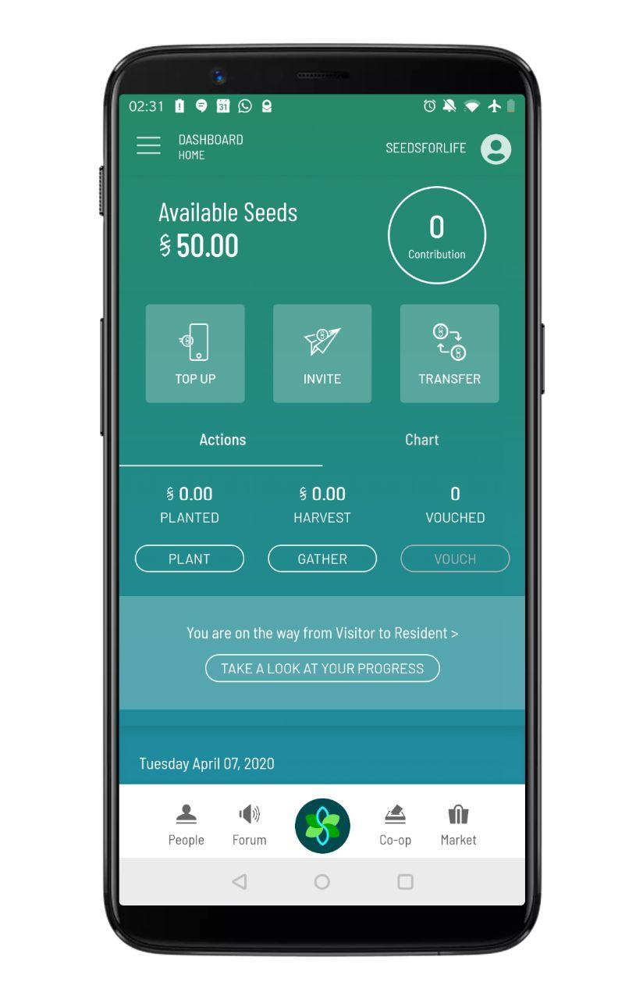 02:31
31
DASHBOARD
HOME
SEEDSFORLIFE
Available Seeds
50.00
0
Contribution
TOP UP
INVITE
TRANSFER
Actions
Chart
0.00
0.00
0
PLANTED
HARVEST
VOUCHED
PLANT
GATHER
VOUCH
You are on the way from Visitor to Resident >
TAKE A LOOK AT YOUR PROGRESS
Tuesday April 07, 2020
People
Forum
Co-op
Market